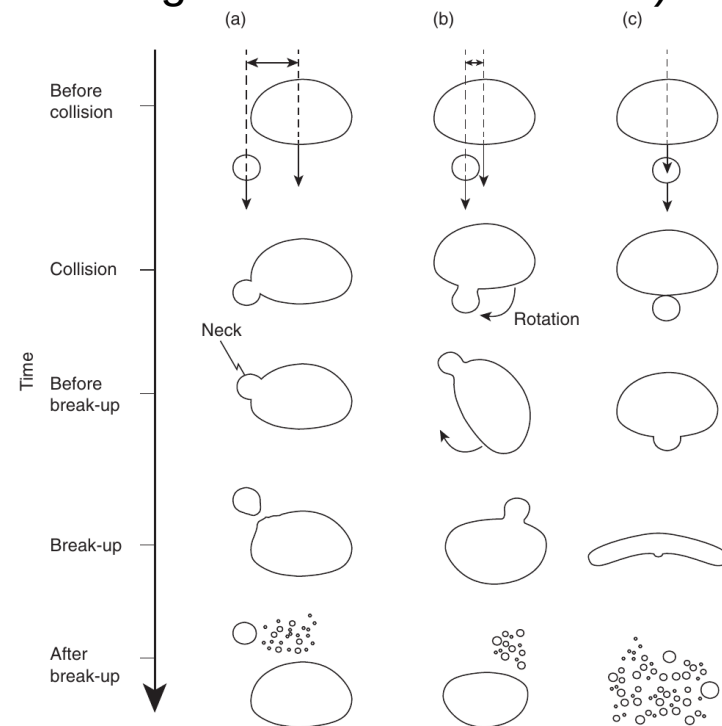 (a) (b) (c)
Before
collision
Collision
Rotation
Neck
Time
Before
break-up
Break-up
After
break-up